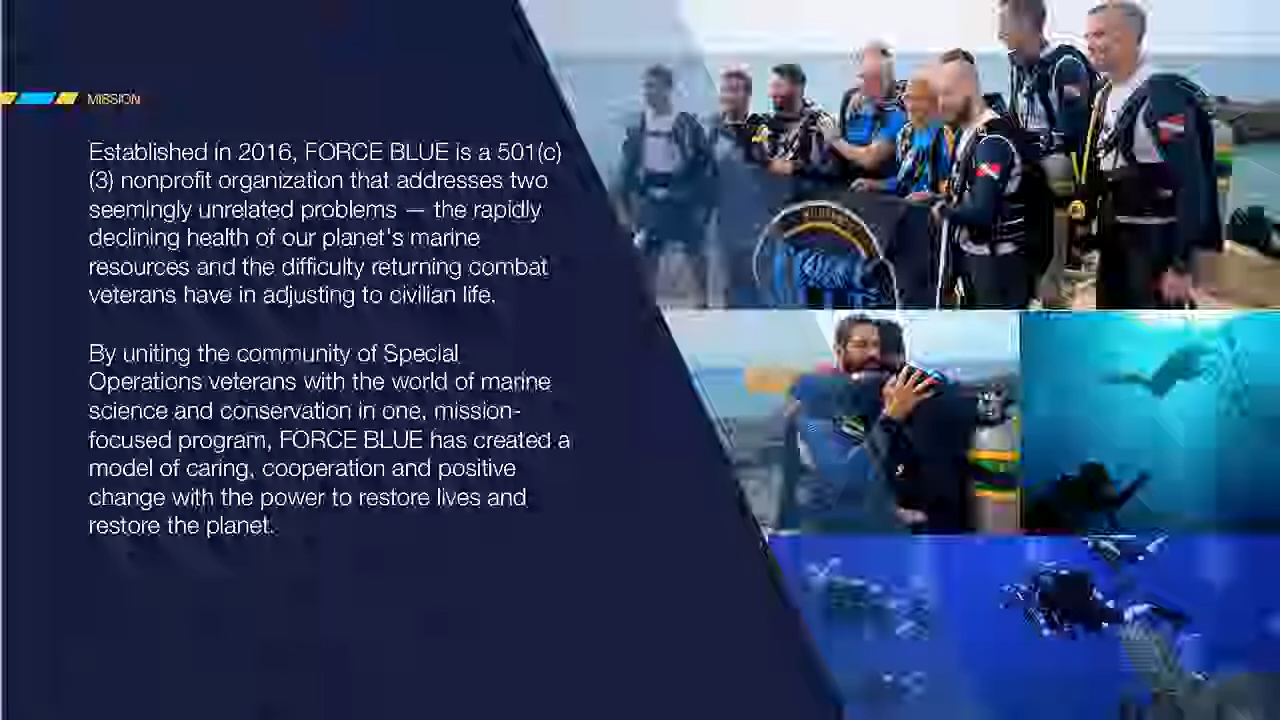 MISSION
Established in 2016, FORCE BLUE is a 501(c)
(3) nonprofit organization that addresses two
seemingly unrelated problems — the rapidly
declining health of our planet's marine
resources and the difficulty returning combat
veterans have in adjusting to civilian life.
By uniting the community of Special
Operations veterans with the world of marine
science and conservation in one, mission-
focused program, FORCE BLUE has created a
model of caring, cooperation and positive
change with the power to restore lives and
restore the planet.